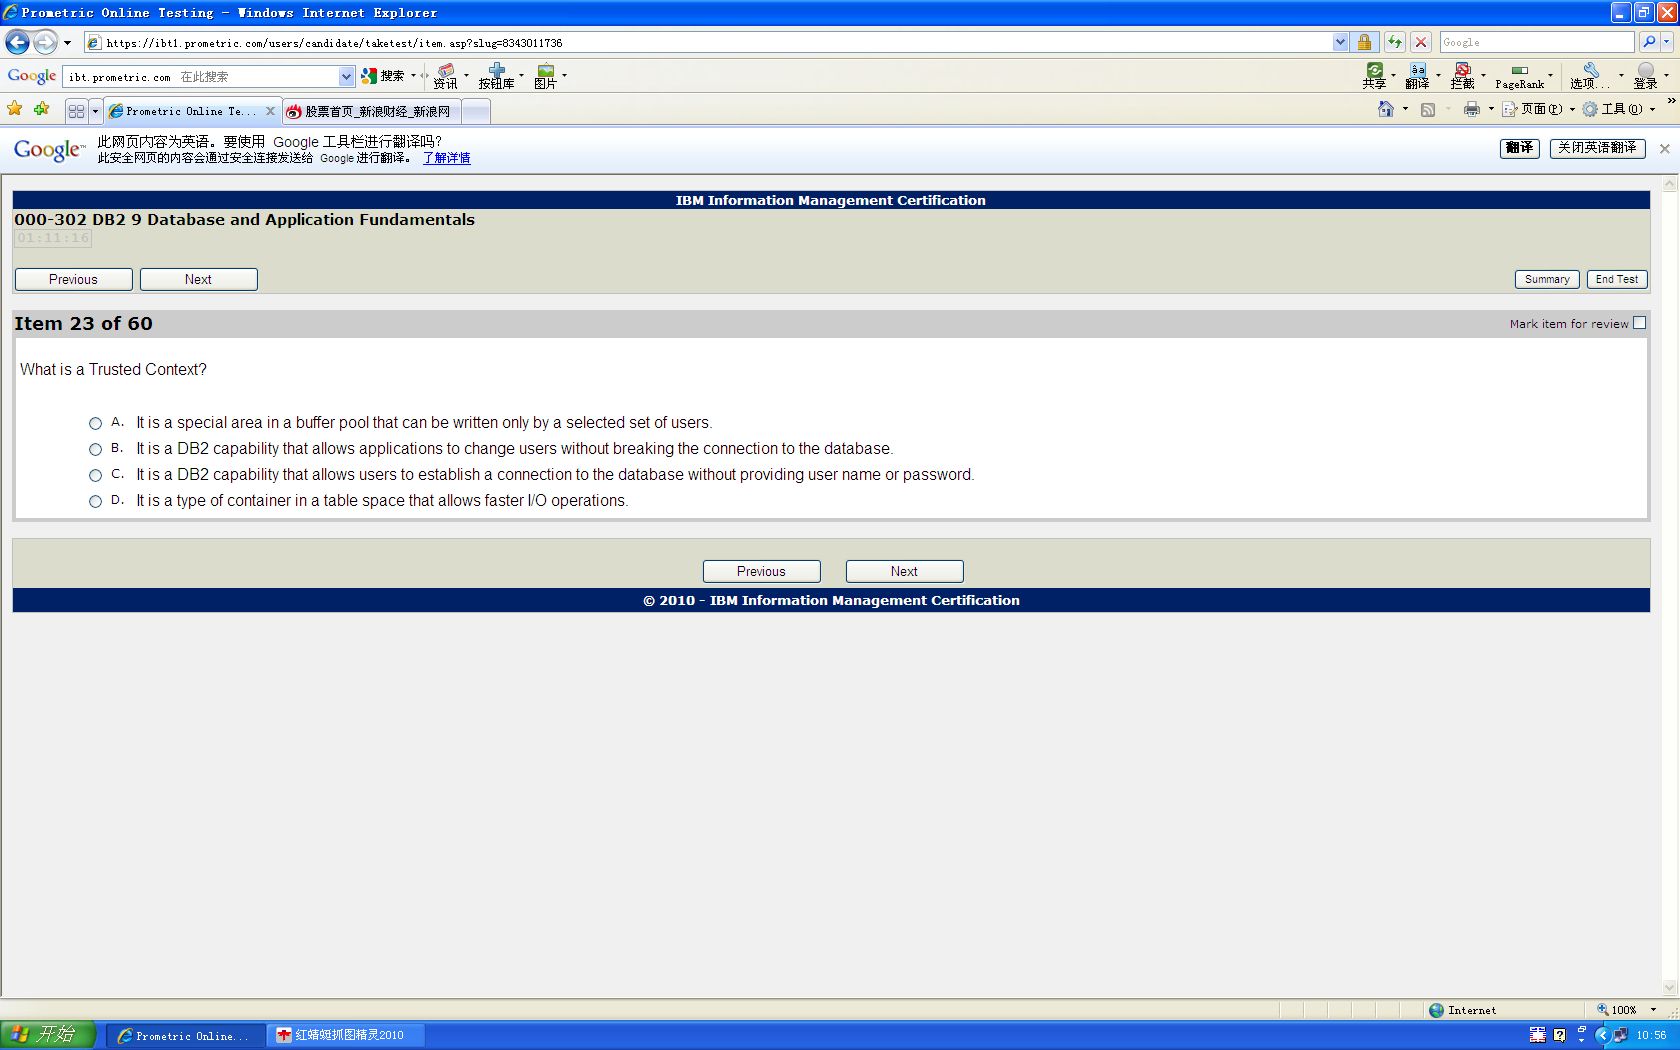 Prometric Online Testing - Windows Internet Explorer
https://ibt1.prometric.com/users/candidate/taketest/item.asp?slug=8343011736
Google
Google ibt.prometric.com 在此搜索 搜索 资讯 按钮库 图片 共享 翻译 拦截 PageRank 选项... 登录
Prometric Online Te... 股票首页_新浪财经_新浪网 页面(P) 工具(O) »
Google™ 此网页内容为英语。要使用 Google 工具栏进行翻译吗? 翻译 关闭英语翻译
此安全网页的内容会通过安全连接发送给 Google 进行翻译。 了解详情
IBM Information Management Certification
000-302 DB2 9 Database and Application Fundamentals
01:11:16
Previous Next Summary End Test
Item 23 of 60 Mark item for review
What is a Trusted Context?
A. It is a special area in a buffer pool that can be written only by a selected set of users.
B. It is a DB2 capability that allows applications to change users without breaking the connection to the database.
C. It is a DB2 capability that allows users to establish a connection to the database without providing user name or password.
D. It is a type of container in a table space that allows faster I/O operations.
Previous Next
© 2010 - IBM Information Management Certification
Internet 100%
开始 Prometric Online... 红蜻蜓抓图精灵2010 10:56